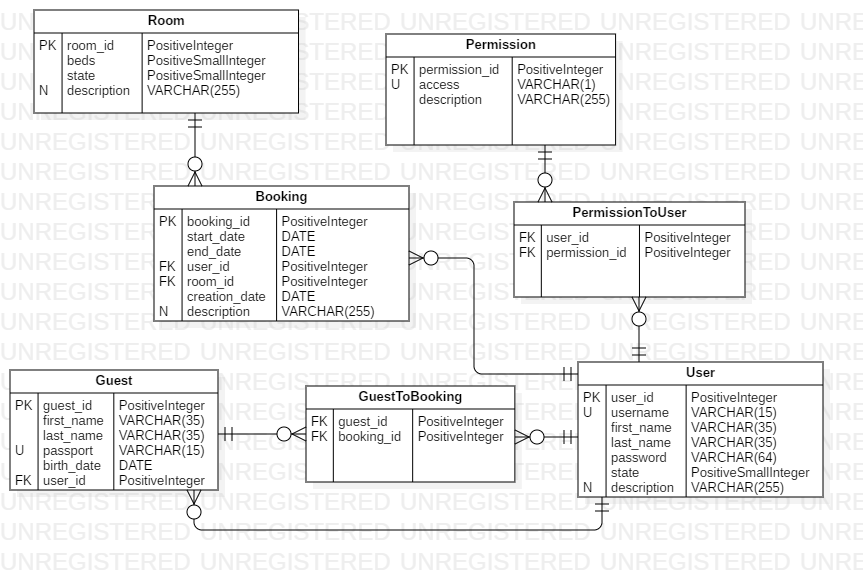 Room
PK room_id PositiveInteger
beds PositiveSmallInteger
state PositiveSmallInteger
N description VARCHAR(255)
Permission
PK permission_id PositiveInteger
U access VARCHAR(1)
description VARCHAR(255)
Booking
PK booking_id PositiveInteger
start_date DATE
end_date DATE
FK user_id PositiveInteger
FK room_id PositiveInteger
creation_date DATE
N description VARCHAR(255)
PermissionToUser
FK user_id PositiveInteger
FK permission_id PositiveInteger
Guest
PK guest_id PositiveInteger
first_name VARCHAR(35)
last_name VARCHAR(35)
U passport VARCHAR(15)
birth_date DATE
FK user_id PositiveInteger
GuestToBooking
FK guest_id PositiveInteger
FK booking_id PositiveInteger
User
PK user_id PositiveInteger
U username VARCHAR(15)
first_name VARCHAR(35)
last_name VARCHAR(35)
password VARCHAR(64)
state PositiveSmallInteger
N description VARCHAR(255)
UNREGISTERED